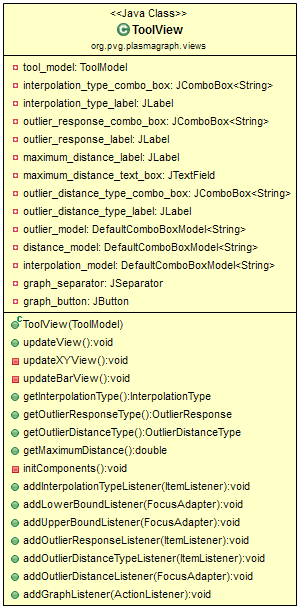 <<Java Class>>
ToolView
org.pvg.plasmagraph.views
tool_model: ToolModel
interpolation_type_combo_box: JComboBox<String>
interpolation_type_label: JLabel
outlier_response_combo_box: JComboBox<String>
outlier_response_label: JLabel
maximum_distance_label: JLabel
maximum_distance_text_box: JTextField
outlier_distance_type_combo_box: JComboBox<String>
outlier_distance_type_label: JLabel
outlier_model: DefaultComboBoxModel<String>
distance_model: DefaultComboBoxModel<String>
interpolation_model: DefaultComboBoxModel<String>
graph_separator: JSeparator
graph_button: JButton
ToolView(ToolModel)
updateView():void
updateXYView():void
updateBarView():void
getInterpolationType():InterpolationType
getOutlierResponseType():OutlierResponse
getOutlierDistanceType():OutlierDistanceType
getMaximumDistance():double
initComponents():void
addInterpolationTypeListener(ItemListener):void
addLowerBoundListener(FocusAdapter):void
addUpperBoundListener(FocusAdapter):void
addOutlierResponseListener(ItemListener):void
addOutlierDistanceTypeListener(ItemListener):void
addOutlierDistanceListener(FocusAdapter):void
addGraphListener(ActionListener):void